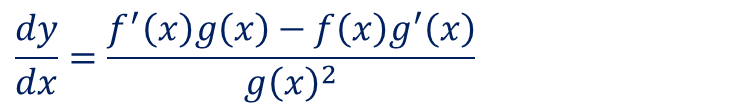 dy/dx = (f′(x)g(x) − f(x)g′(x))/g(x)²